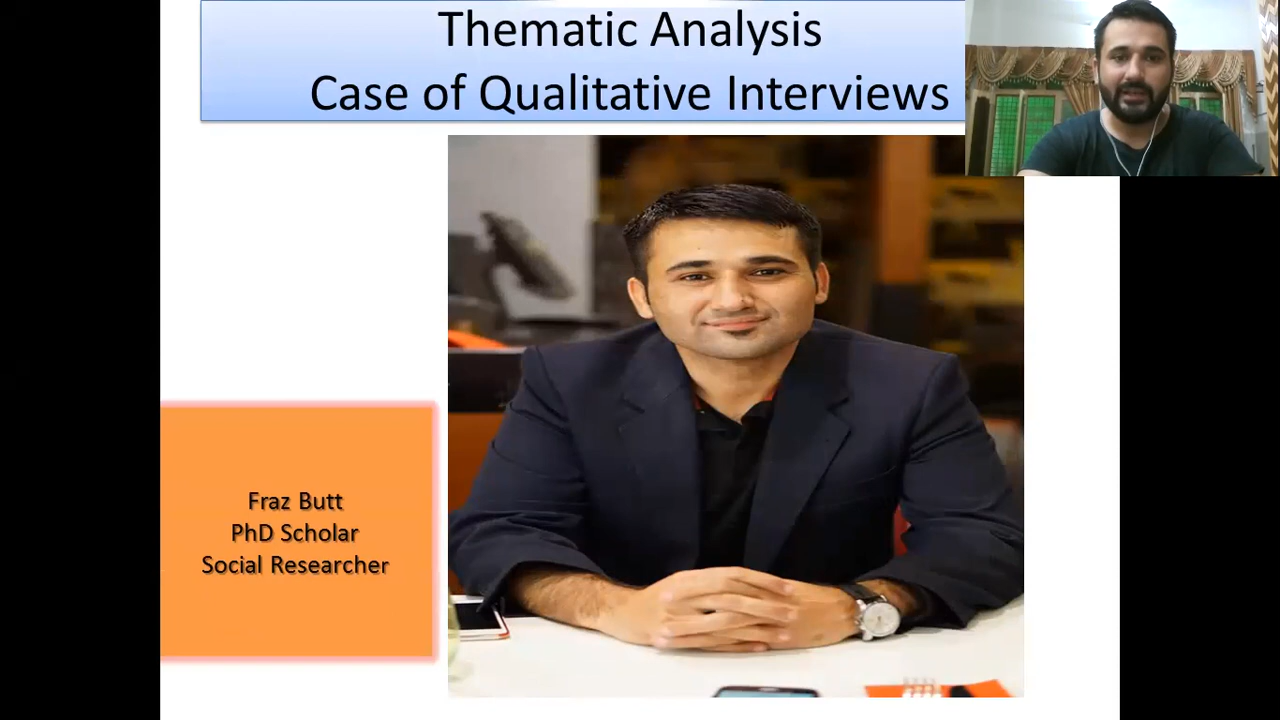 Thematic Analysis
Case of Qualitative Interviews
Fraz Butt
PhD Scholar
Social Researcher